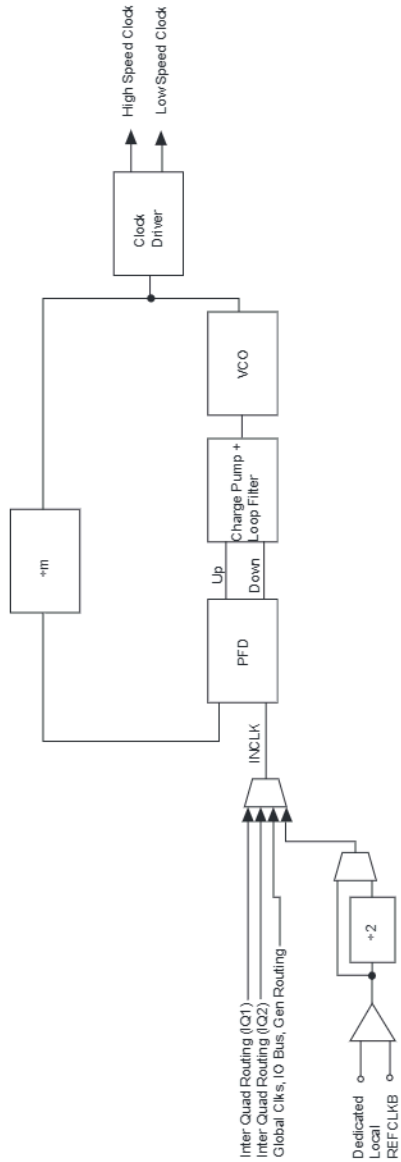 High Speed Clock
Low Speed Clock
Clock
Driver
÷m
VCO
Charge Pump +
Loop Filter
Up
Down
PFD
INCLK
Inter Quad Routing (IQ1)
Inter Quad Routing (IQ2)
Global Clks, IO Bus, Gen Routing
÷2
Dedicated
Local
REFCLKB